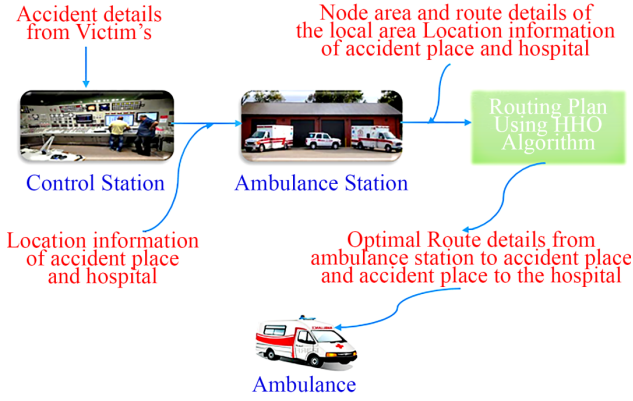 Accident details
from Victim's
Node area and route details of
the local area Location information
of accident place and hospital
Routing Plan
Using HHO
Algorithm
Control Station
Ambulance Station
Location information
of accident place
and hospital
Optimal Route details from
ambulance station to accident place
and accident place to the hospital
Ambulance